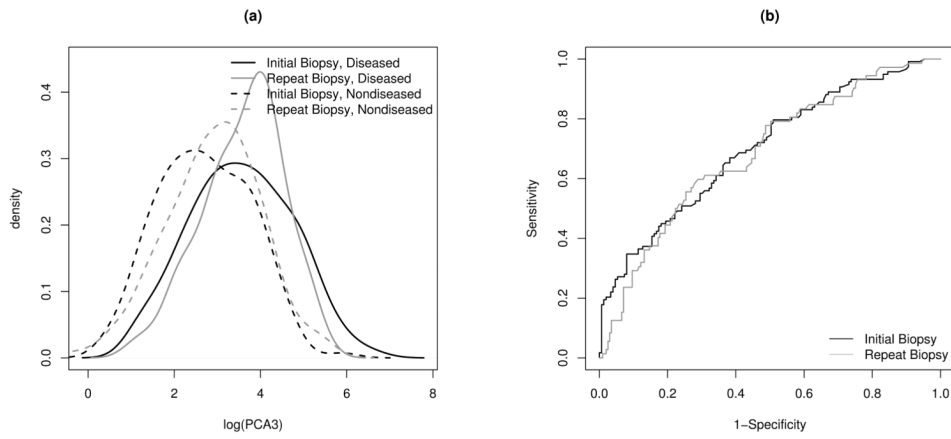 (a)
Initial Biopsy, Diseased
Repeat Biopsy, Diseased
Initial Biopsy, Nondiseased
Repeat Biopsy, Nondiseased
density
0.0
0.1
0.2
0.3
0.4
0 2 4 6 8
log(PCA3)
(b)
Sensitivity
0.0
0.2
0.4
0.6
0.8
1.0
Initial Biopsy
Repeat Biopsy
0.0 0.2 0.4 0.6 0.8 1.0
1−Specificity